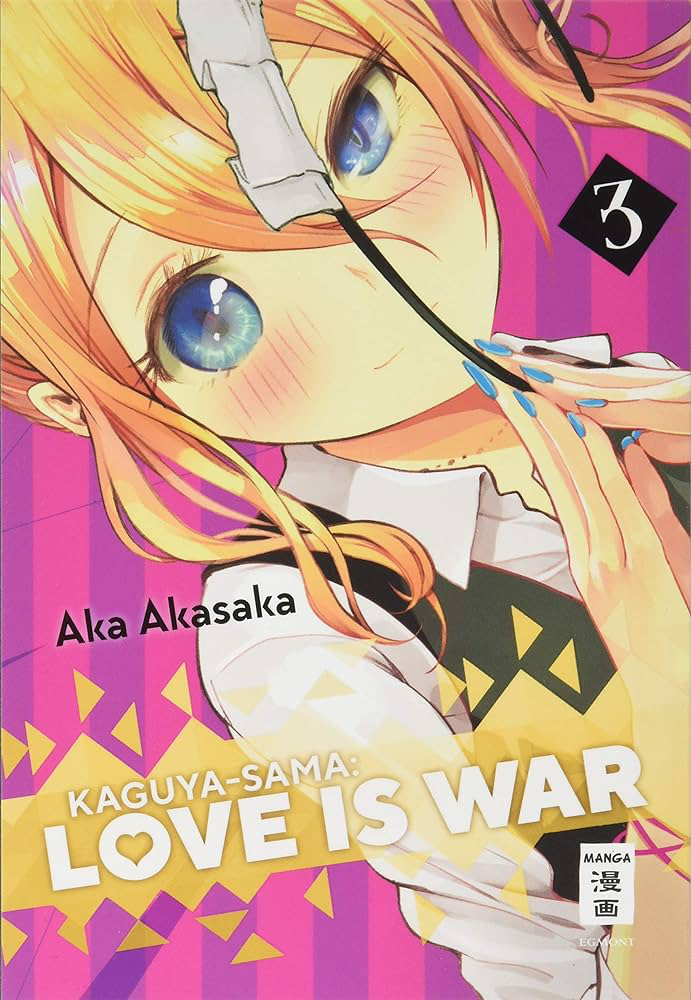 3
Aka Akasaka
KAGUYA-SAMA:
LOVE IS WAR
MANGA
漫画
EGMONT